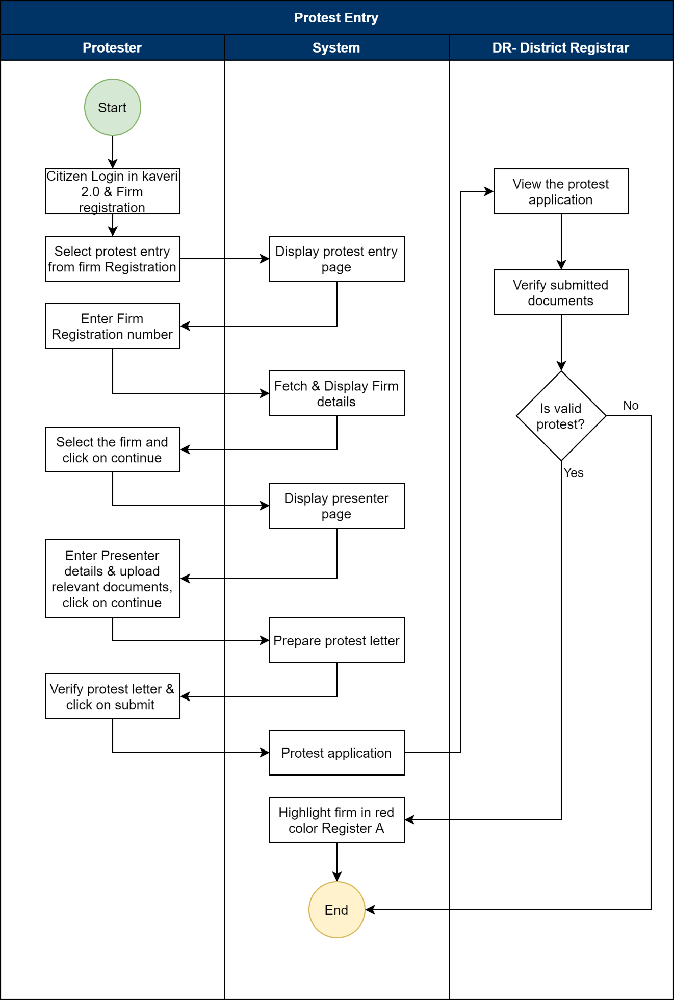 Protest Entry
Protester
System
DR- District Registrar
Start
Citizen Login in kaveri
2.0 & Firm
registration
Select protest entry
from firm Registration
Display protest entry
page
Enter Firm
Registration number
Fetch & Display Firm
details
Select the firm and
click on continue
Display presenter
page
Enter Presenter
details & upload
relevant documents,
click on continue
Prepare protest letter
Verify protest letter &
click on submit
Protest application
View the protest
application
Verify submitted
documents
Is valid
protest?
No
Yes
Highlight firm in red
color Register A
End